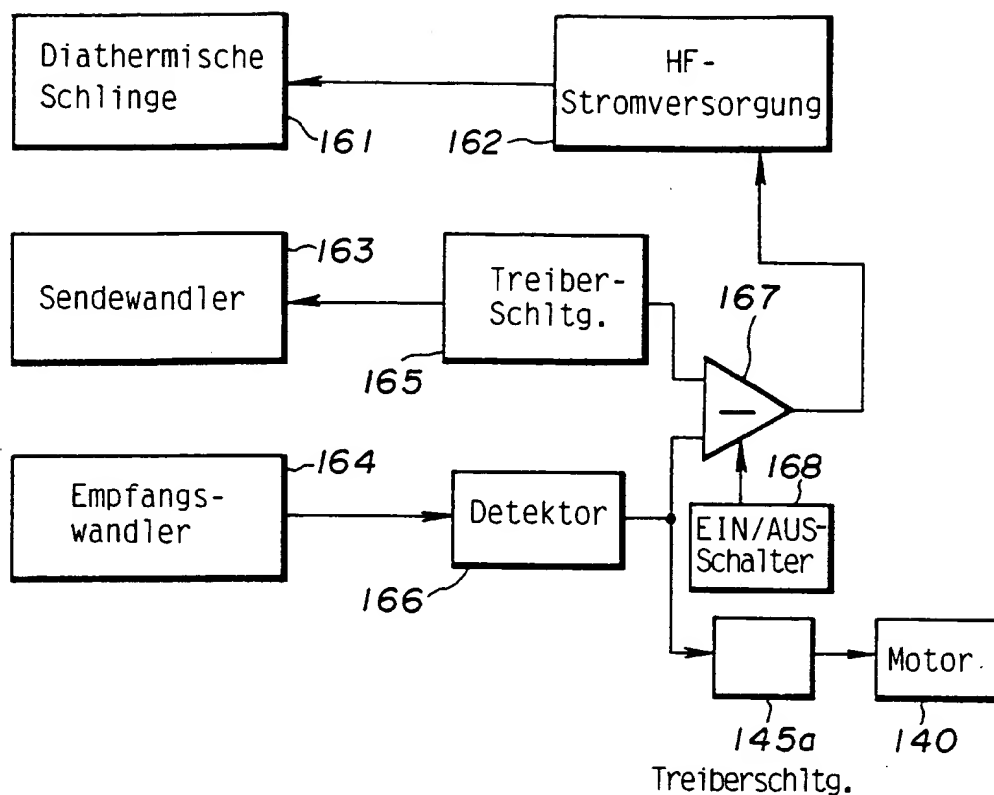 Diathermische
Schlinge
161
HF-
Stromversorgung
162
163
Sendewandler
Treiber-
Schltg.
165
167
164
Empfangs-
wandler
Detektor
166
168
EIN/AUS-
Schalter
145a
Treiberschltg.
Motor
140